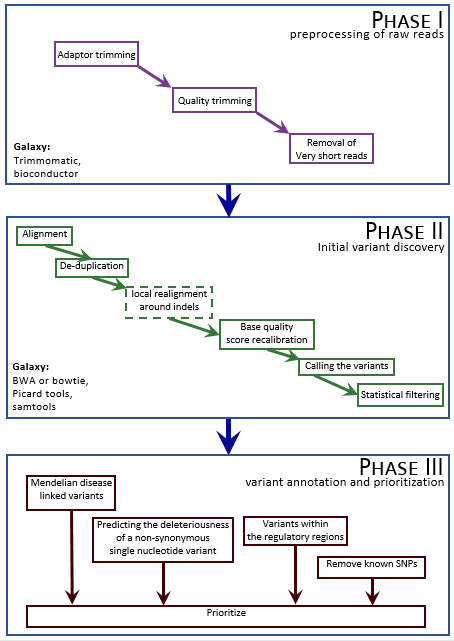 PHASE I
preprocessing of raw reads
Adaptor trimming
Quality trimming
Removal of
Very short reads
Galaxy:
Trimmomatic,
bioconductor
PHASE II
Initial variant discovery
Alignment
De-duplication
local realignment
around indels
Base quality
score recalibration
Calling the variants
Statistical filtering
Galaxy:
BWA or bowtie,
Picard tools,
samtools
PHASE III
variant annotation and prioritization
Mendelian disease
linked variants
Predicting the deleteriousness
of a non-synonymous
single nucleotide variant
Variants within
the regulatory regions
Remove known SNPs
Prioritize